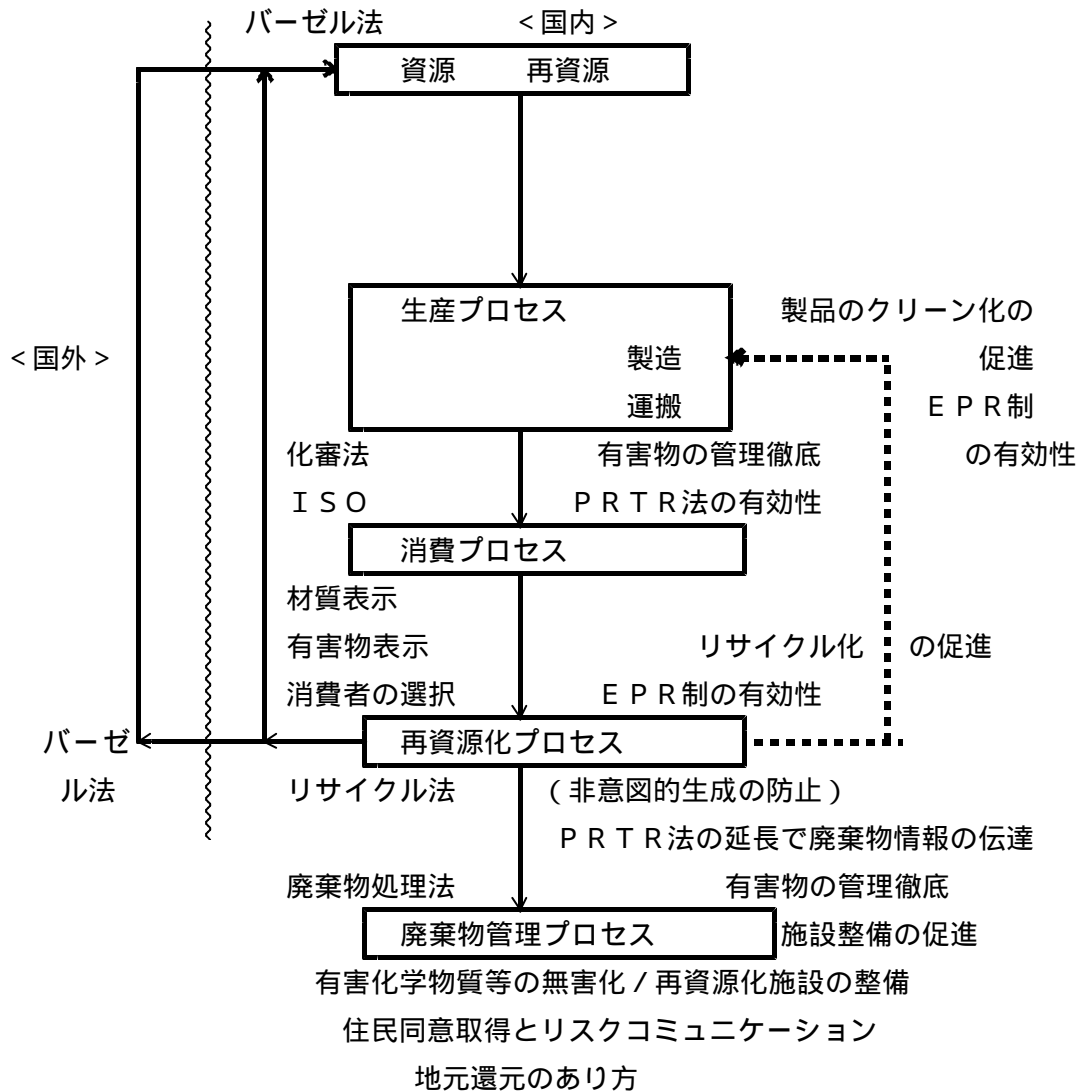 バーゼル法 <国内>
資源 再資源
生産プロセス 製品のクリーン化の
<国外> 製造 促進
運搬 EPR制
化審法 有害物の管理徹底 の有効性
ISO PRTR法の有効性
消費プロセス
材質表示
有害物表示 リサイクル化 の促進
消費者の選択 EPR制の有効性
バーゼ 再資源化プロセス
ル法 リサイクル法 (非意図的生成の防止)
PRTR法の延長で廃棄物情報の伝達
廃棄物処理法 有害物の管理徹底
廃棄物管理プロセス 施設整備の促進
有害化学物質等の無害化/再資源化施設の整備
住民同意取得とリスクコミュニケーション
地元還元のあり方